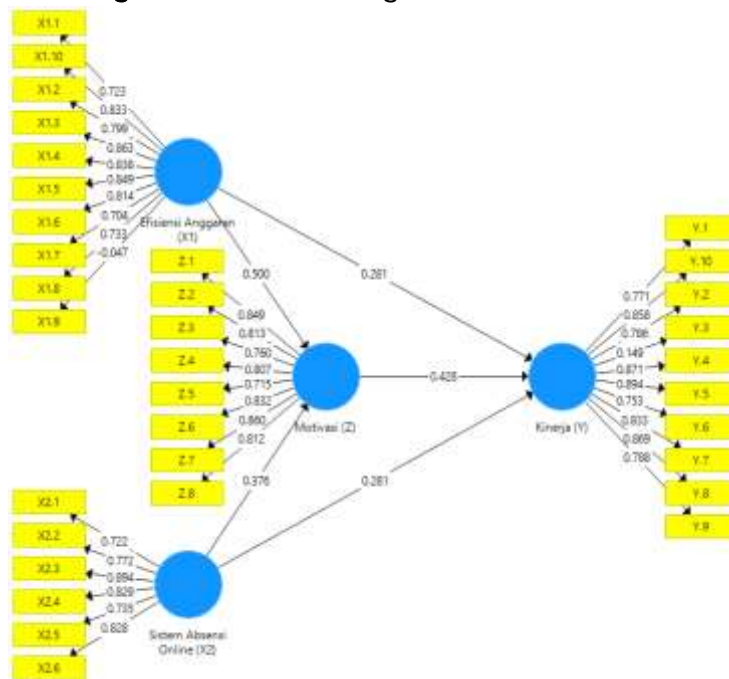 X1.1
X1.10
X1.2
X1.3
X1.4
X1.5
X1.6
X1.7
X1.8
X1.9
0.723
0.833
0.799
0.863
0.838
0.849
0.814
0.704
0.733
-0.047
Efisiensi Anggaran
(X1)
0.500
0.281
Z.1
Z.2
Z.3
Z.4
Z.5
Z.6
Z.7
Z.8
0.849
0.813
0.760
0.807
0.715
0.832
0.860
0.812
Motivasi (Z)
0.428
Y.1
Y.10
Y.2
Y.3
Y.4
Y.5
Y.6
Y.7
Y.8
Y.9
0.771
0.858
0.786
0.149
0.871
0.894
0.753
0.833
0.869
0.788
Kinerja (Y)
0.376
0.281
X2.1
X2.2
X2.3
X2.4
X2.5
X2.6
0.722
0.772
0.894
0.829
0.735
0.828
Sistem Absensi
Online (X2)